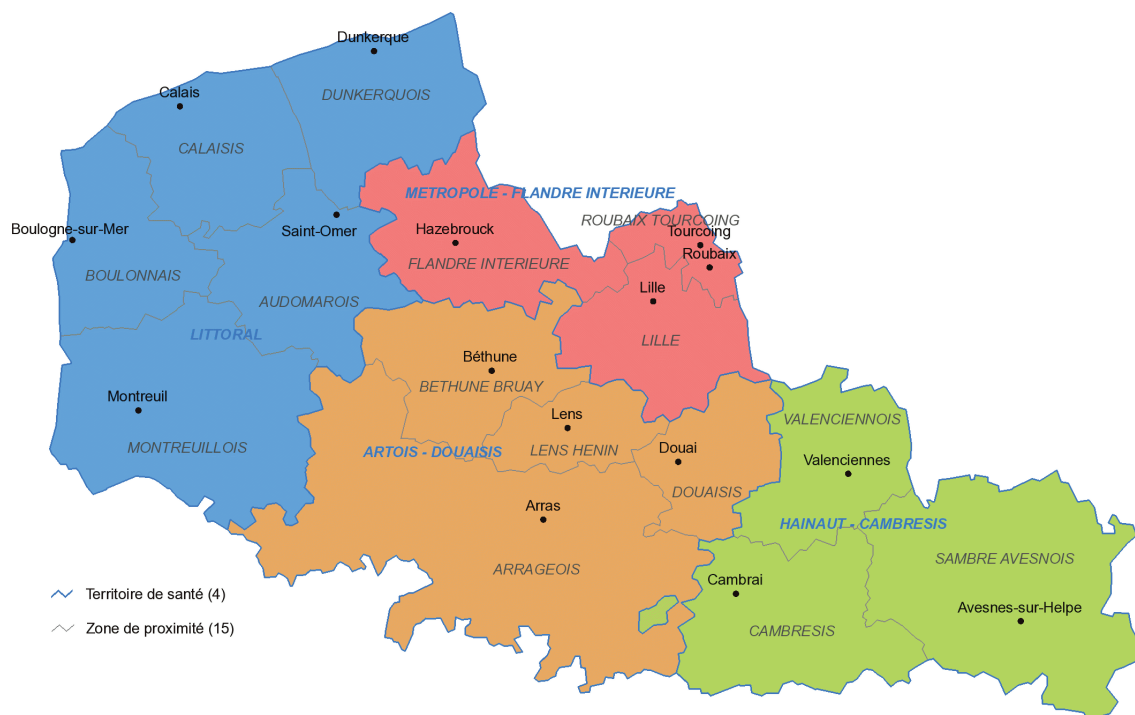 Dunkerque
DUNKERQUOIS
Calais
CALAISIS
METROPOLE - FLANDRE INTERIEURE
Saint-Omer
Hazebrouck
ROUBAIX TOURCOING
Tourcoing
Roubaix
Boulogne-sur-Mer
BOULONNAIS
FLANDRE INTERIEURE
AUDOMAROIS
Lille
LITTORAL
LILLE
Béthune
BETHUNE BRUAY
Montreuil
MONTREUILLOIS
Lens
LENS HENIN
VALENCIENNOIS
ARTOIS - DOUAISIS
Douai
DOUAISIS
Valenciennes
Arras
HAINAUT - CAMBRESIS
ARRAGEOIS
SAMBRE AVESNOIS
Cambrai
CAMBRESIS
Avesnes-sur-Helpe
Territoire de santé (4)
Zone de proximité (15)